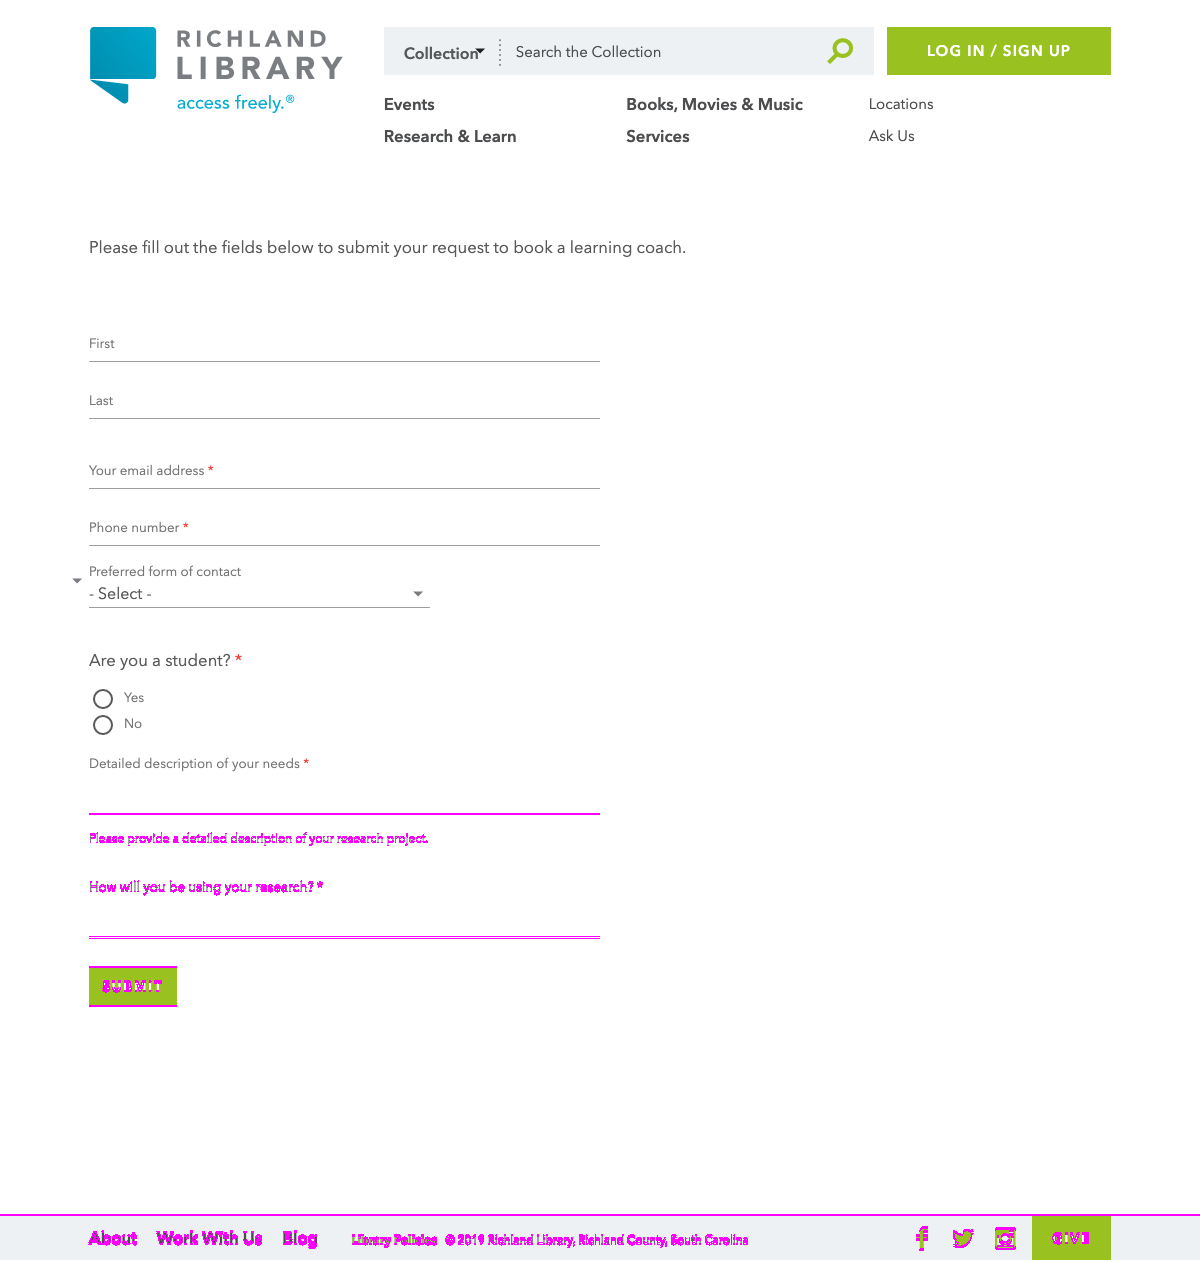 RICHLAND
LIBRARY
access freely.®
Collection
Search the Collection
LOG IN / SIGN UP
Events
Books, Movies & Music
Locations
Research & Learn
Services
Ask Us
Please fill out the fields below to submit your request to book a learning coach.
First
Last
Your email address *
Phone number *
Preferred form of contact
- Select -
Are you a student? *
Yes
No
Detailed description of your needs *
Please provide a detailed description of your research project.
How will you be using your research? *
SUBMIT
About Work With Us Blog Library Policies © 2019 Richland Library, Richland County, South Carolina
GIVE